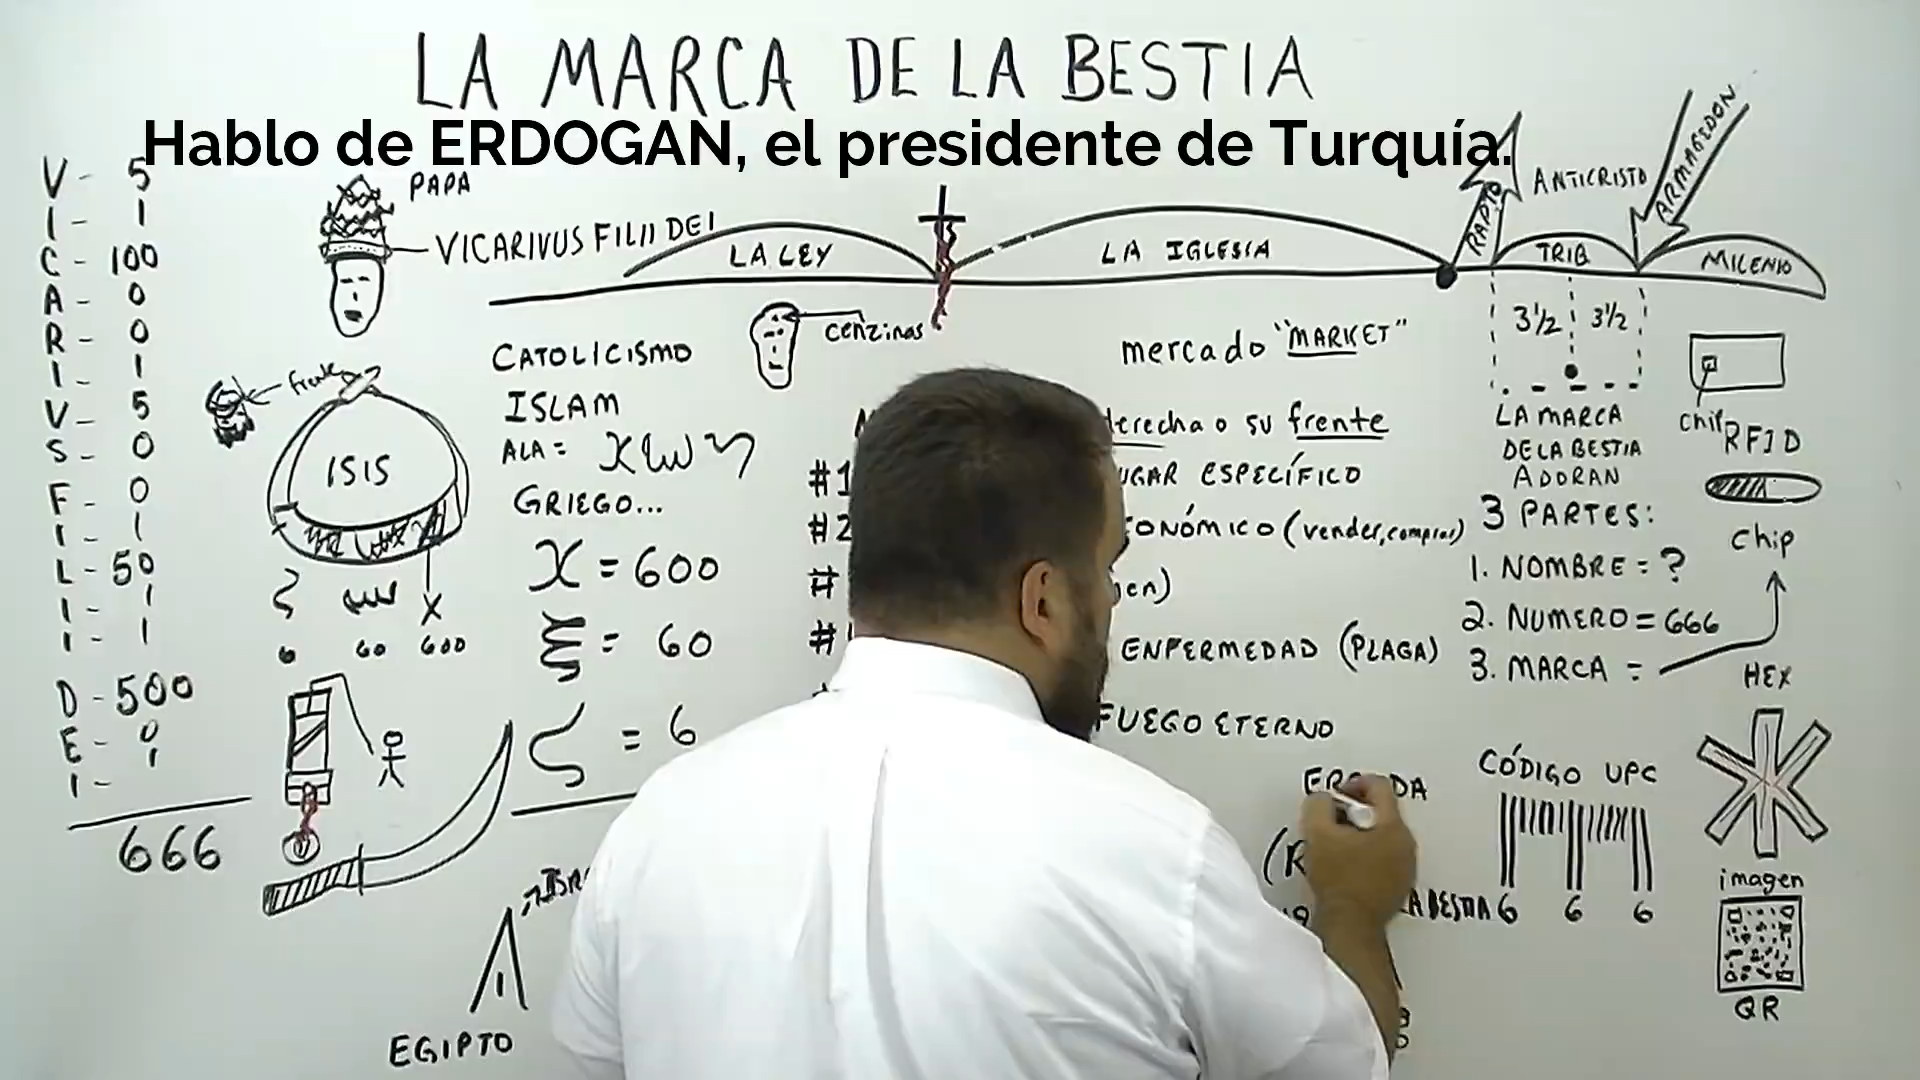 LA MARCA DE LA BESTIA
Hablo de ERDOGAN, el presidente de Turquía.
V - 5
I - 1
C - 100
A - 0
R - 0
I - 1
V - 5
S - 0
F - 0
I - 1
L - 50
I - 1
I - 1
D - 500
E - 0
I - 1
666
PAPA
VICARIVUS FILII DEI
frente
ISIS
6 60 X 600
EGIPTO
CATOLICISMO
ISLAM
ALA =
GRIEGO...
X = 600
ξ = 60
ς = 6
cenzinas
LA LEY
LA IGLESIA
RAPTO
ANTICRISTO
TRIB
ARMAGEDON
MILENIO
3½ 3½
mercado "MARKET"
derecha o su frente
#1 ESPECÍFICO
#2 (vender, comprar)
#
#
ENFERMEDAD (PLAGA)
FUEGO ETERNO
LA MARCA
DE LA BESTIA
ADORAN
3 PARTES:
1. NOMBRE = ?
2. NUMERO = 666
3. MARCA =
chip RFID
chip
HEX
CÓDIGO UPC
BESTIA 6 6 6
imagen
QR